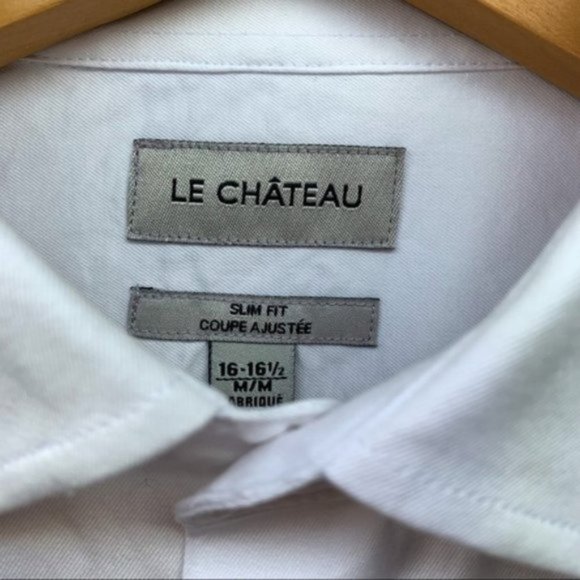 LE CHÂTEAU
SLIM FIT
COUPE AJUSTÉE
16-16½
M/M